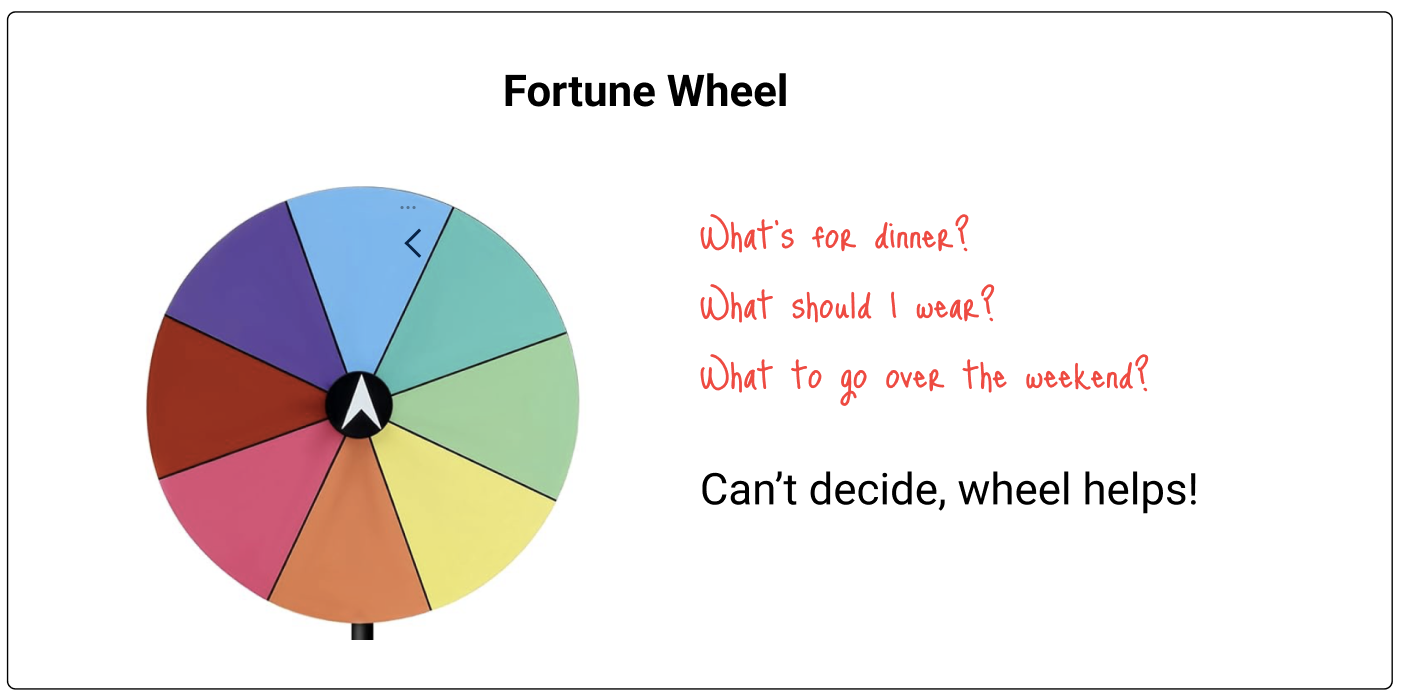 Fortune Wheel
What's for dinner?
What should I wear?
What to go over the weekend?
Can’t decide, wheel helps!